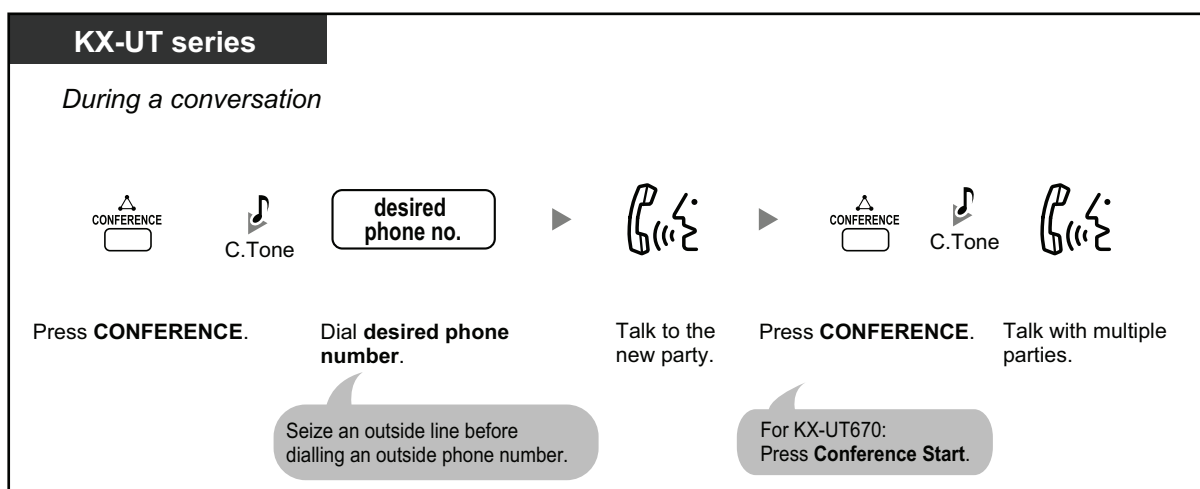 KX-UT series
During a conversation
CONFERENCE
C.Tone
desired
phone no.
CONFERENCE
C.Tone
Press CONFERENCE.
Dial desired phone
number.
Talk to the
new party.
Press CONFERENCE.
Talk with multiple
parties.
Seize an outside line before
dialling an outside phone number.
For KX-UT670:
Press Conference Start.